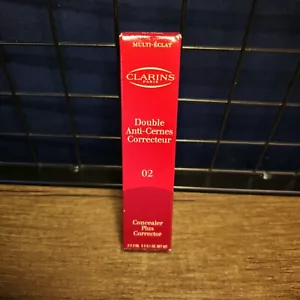 MULTI-ÉCLAT
CLARINS
PARIS
Double
Anti-Cernes
Correcteur
02
Concealer
Plus
Corrector